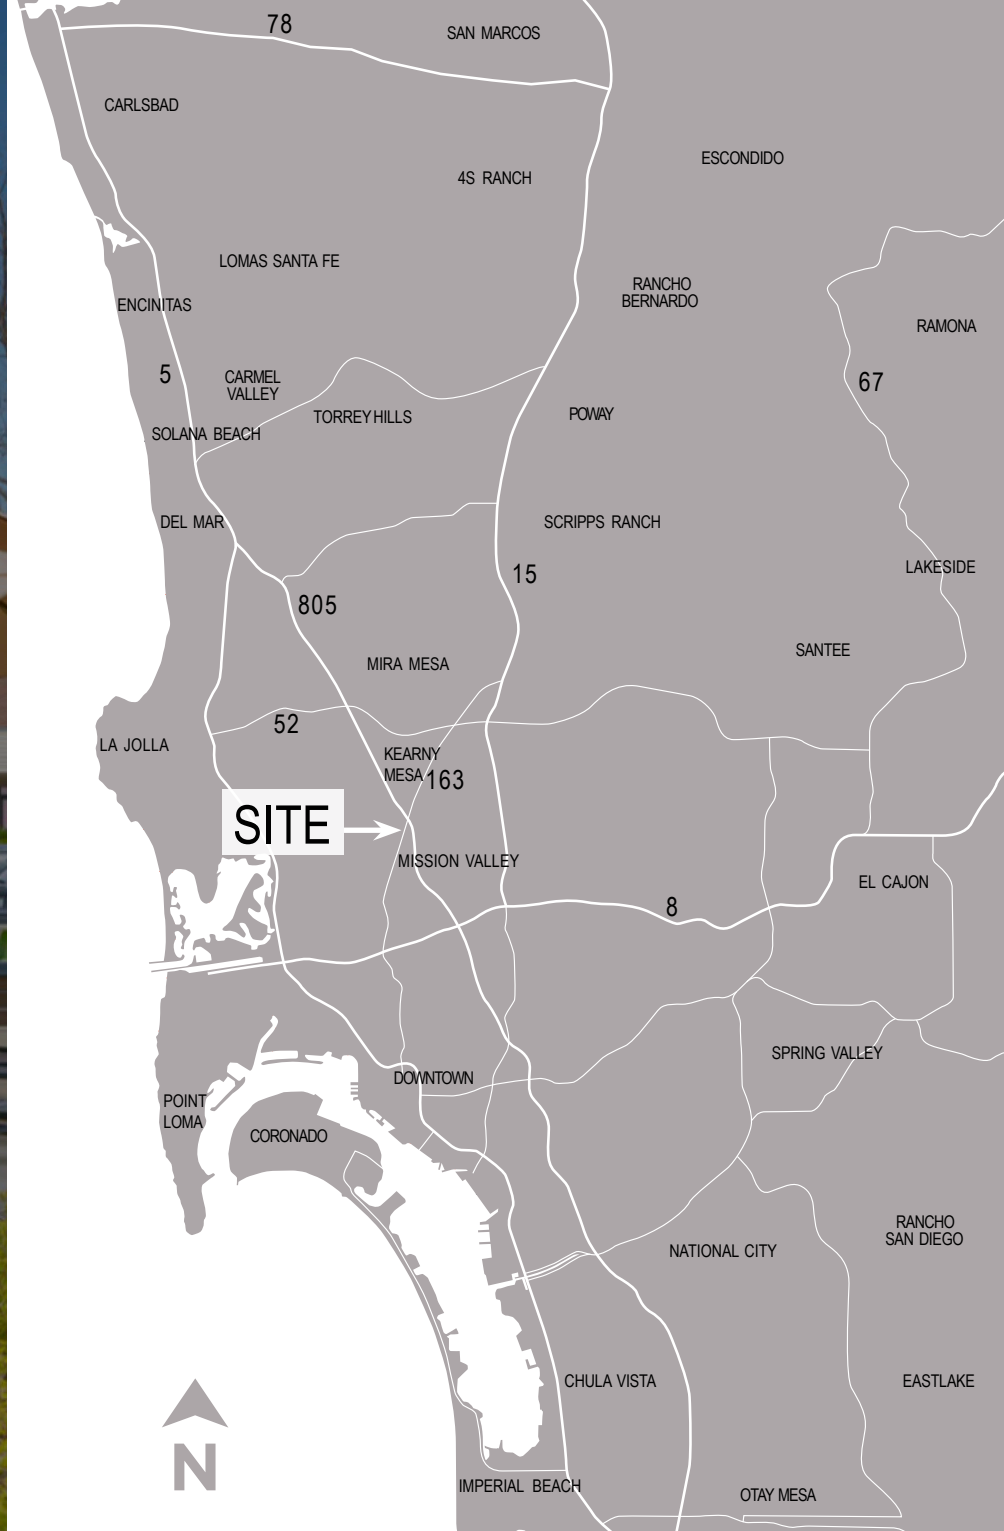 78
SAN MARCOS
CARLSBAD
ESCONDIDO
4S RANCH
LOMAS SANTA FE
RANCHO
BERNARDO
ENCINITAS
RAMONA
5
CARMEL
VALLEY
67
TORREY HILLS
POWAY
SOLANA BEACH
DEL MAR
SCRIPPS RANCH
15
LAKESIDE
805
SANTEE
MIRA MESA
52
LA JOLLA
KEARNY
MESA
163
SITE
MISSION VALLEY
EL CAJON
8
SPRING VALLEY
DOWNTOWN
POINT
LOMA
CORONADO
RANCHO
SAN DIEGO
NATIONAL CITY
CHULA VISTA
EASTLAKE
N
IMPERIAL BEACH
OTAY MESA